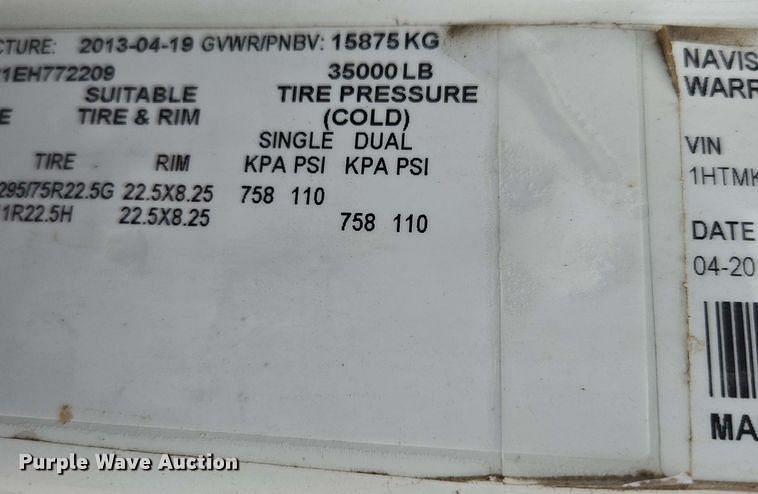 CTURE: 2013-04-19 GVWR/PNBV: 15875 KG
1EH772209 35000 LB
SUITABLE TIRE PRESSURE
E TIRE & RIM (COLD)
SINGLE DUAL
TIRE RIM KPA PSI KPA PSI
295/75R22.5G 22.5X8.25 758 110
1R22.5H 22.5X8.25 758 110
NAVIS
WARR
VIN
1HTMK
DATE
04-20
MA
Purple Wave Auction